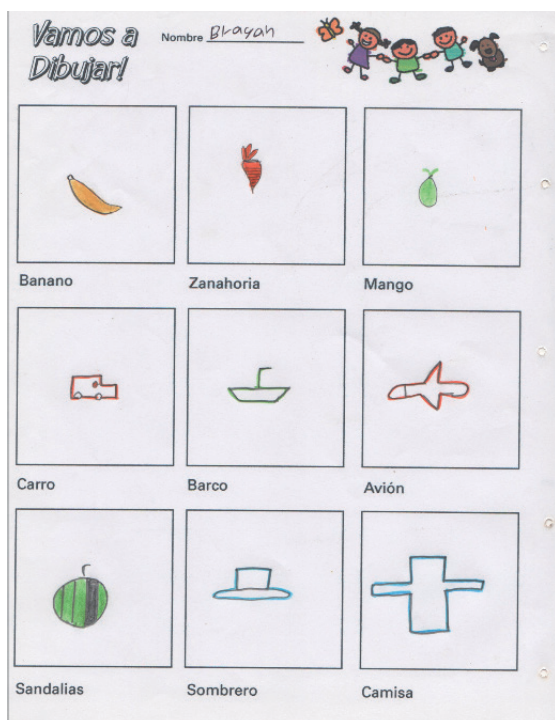 Vamos a
Dibujar!
Nombre Brayan
Banano
Zanahoria
Mango
Carro
Barco
Avión
Sandalias
Sombrero
Camisa